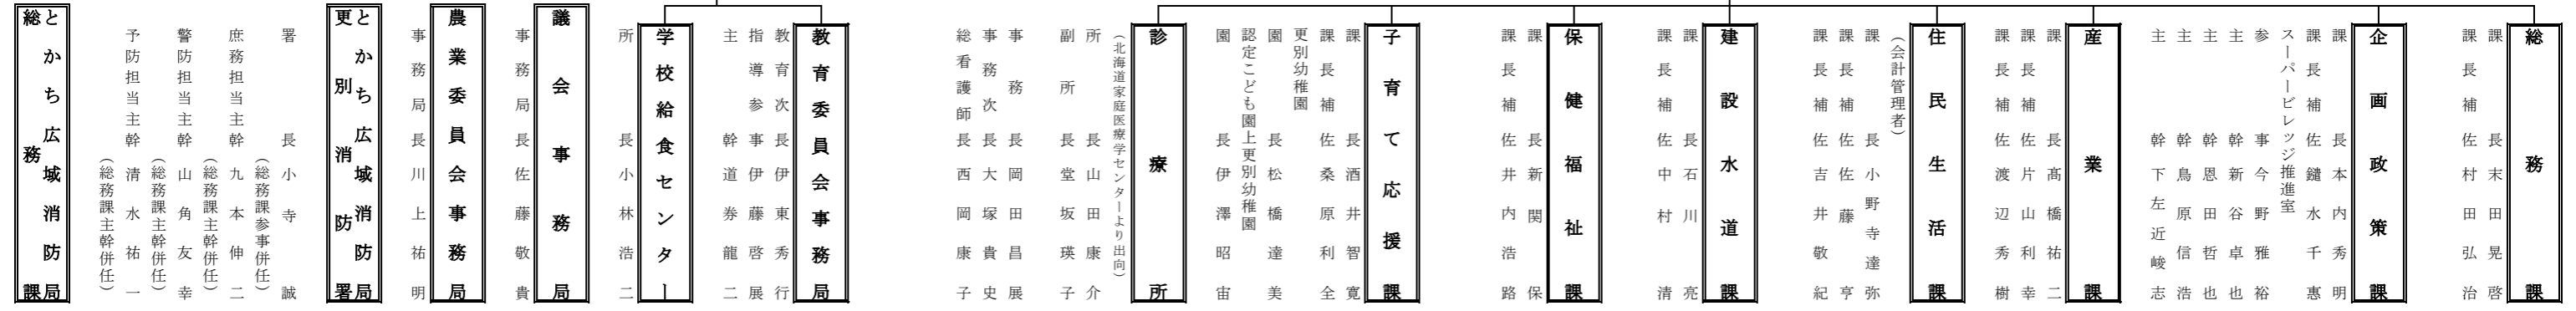 総務課
課長 末田晃啓
課長補佐 村田弘治
企画政策課
課長 本内秀明
課長補佐 鑓水千惠
スーパービレッジ推進室
参事 今野雅裕
主幹 新谷卓也
主幹 恩田哲也
主幹 鳥原信浩
主幹 下左近峻志
産業課
課長 髙橋祐二
課長補佐 片山利幸
課長補佐 渡辺秀樹
住民生活課
(会計管理者)
課長 小野寺達弥
課長補佐 佐藤亨
課長補佐 吉井敬紀
建設水道課
課長 石川亮
課長補佐 中村清
保健福祉課
課長 新関保
課長補佐 井内浩路
子育て応援課
課長 酒井智寛
課長補佐 桑原利全
更別幼稚園
園長 松橋達美
認定こども園上更別幼稚園
園長 伊澤昭宙
診療所
(北海道家庭医療学センターより出向)
所長 山田康介
副所長 堂坂瑛子
事務長 岡田昌展
事務次長 大塚貴史
総看護師長 西岡康子
教育委員会事務局
教育次長 伊東秀行
指導参事 伊藤啓展
主幹 道券龍二
学校給食センター
所長 小林浩二
議会事務局
事務局長 佐藤敬貴
農業委員会事務局
事務局長 川上祐明
とかち広域消防局
更別消防署
署長 小寺誠
(総務課参事併任)
庶務担当主幹 九本伸二
(総務課主幹併任)
警防担当主幹 山角友幸
(総務課主幹併任)
予防担当主幹 清水祐一
(総務課主幹併任)
とかち広域消防局
総務課